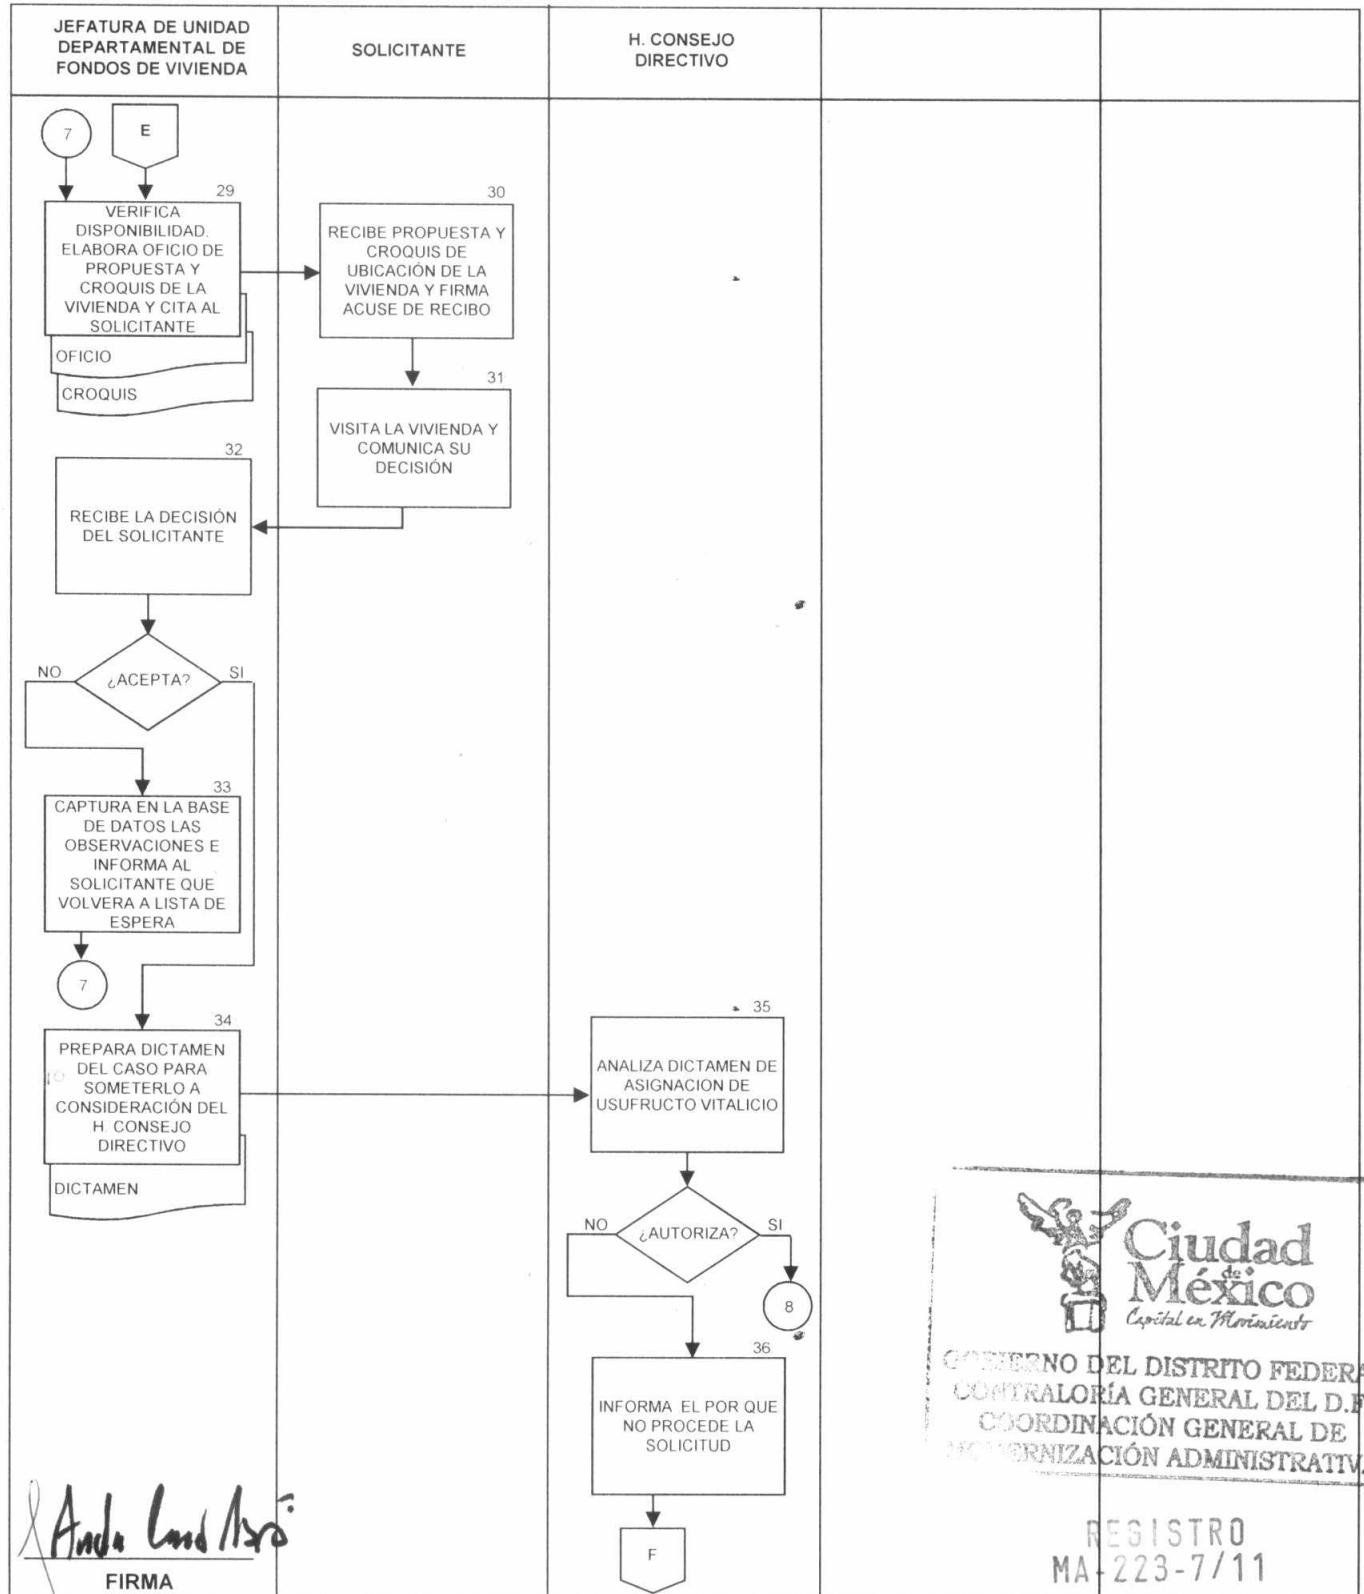 JEFATURA DE UNIDAD
DEPARTAMENTAL DE
FONDOS DE VIVIENDA
SOLICITANTE
H. CONSEJO
DIRECTIVO
7
E
29
VERIFICA
DISPONIBILIDAD.
ELABORA OFICIO DE
PROPUESTA Y
CROQUIS DE LA
VIVIENDA Y CITA AL
SOLICITANTE
OFICIO
CROQUIS
30
RECIBE PROPUESTA Y
CROQUIS DE
UBICACIÓN DE LA
VIVIENDA Y FIRMA
ACUSE DE RECIBO
31
VISITA LA VIVIENDA Y
COMUNICA SU
DECISIÓN
32
RECIBE LA DECISIÓN
DEL SOLICITANTE
NO
¿ACEPTA?
SI
33
CAPTURA EN LA BASE
DE DATOS LAS
OBSERVACIONES E
INFORMA AL
SOLICITANTE QUE
VOLVERA A LISTA DE
ESPERA
7
34
PREPARA DICTAMEN
DEL CASO PARA
SOMETERLO A
CONSIDERACIÓN DEL
H. CONSEJO
DIRECTIVO
DICTAMEN
35
ANALIZA DICTAMEN DE
ASIGNACION DE
USUFRUCTO VITALICIO
NO
¿AUTORIZA?
SI
8
36
INFORMA EL POR QUE
NO PROCEDE LA
SOLICITUD
F
Ciudad
de
México
Capital en Movimiento
GOBIERNO DEL DISTRITO FEDERA
CONTRALORÍA GENERAL DEL D.F
COORDINACIÓN GENERAL DE
MODERNIZACIÓN ADMINISTRATIV
REGISTRO
MA-223-7/11
FIRMA